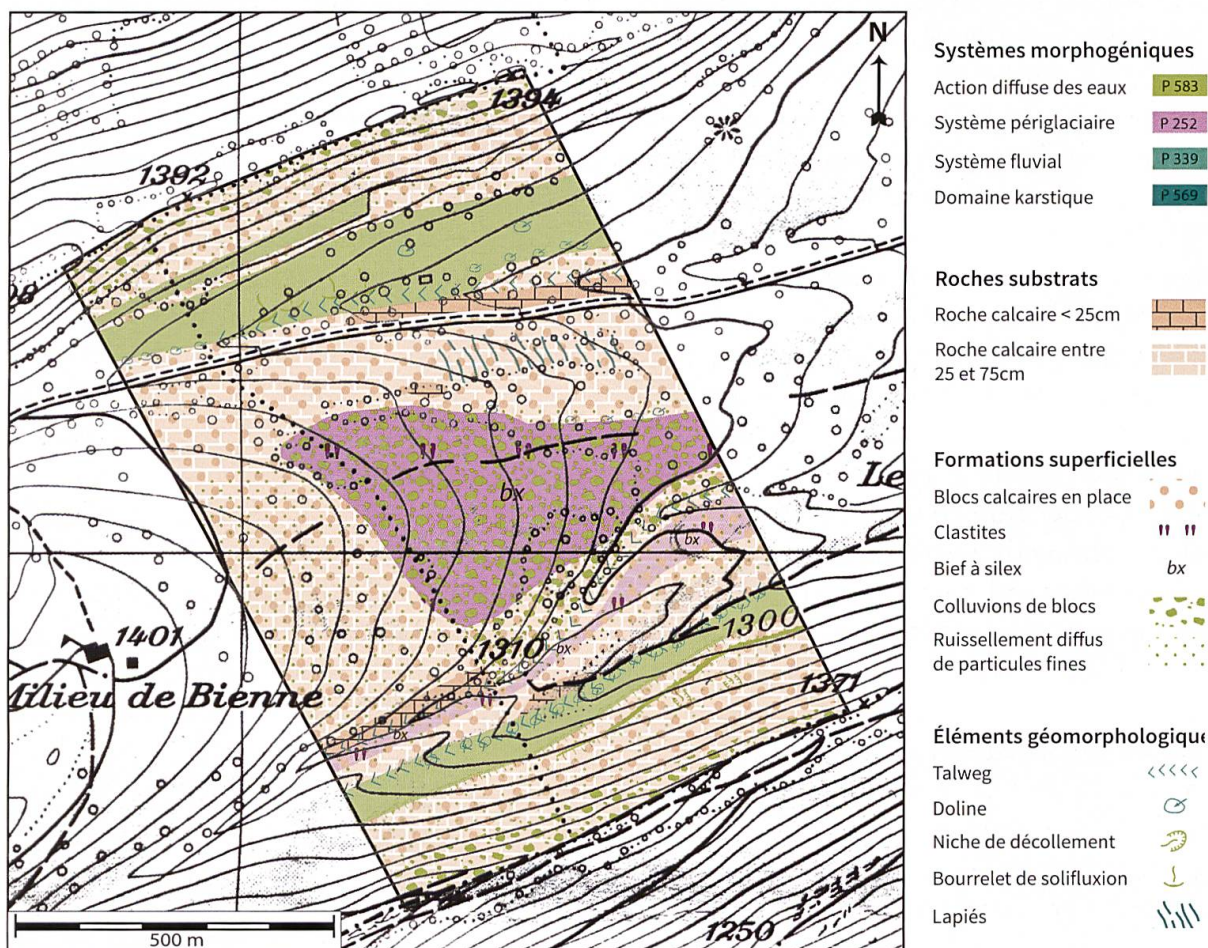 1394
1392
bx
Le
bx
1300
1310
bx
1401
1371
Milieu de Bienne
bx
1250
500 m
N
Systèmes morphogéniques
Action diffuse des eaux P 583
Système périglaciaire P 252
Système fluvial P 339
Domaine karstique P 569
Roches substrats
Roche calcaire < 25cm
Roche calcaire entre
25 et 75cm
Formations superficielles
Blocs calcaires en place
Clastites
Bief à silex bx
Colluvions de blocs
Ruissellement diffus
de particules fines
Éléments géomorphologique
Talweg
Doline
Niche de décollement
Bourrelet de solifluxion
Lapiés